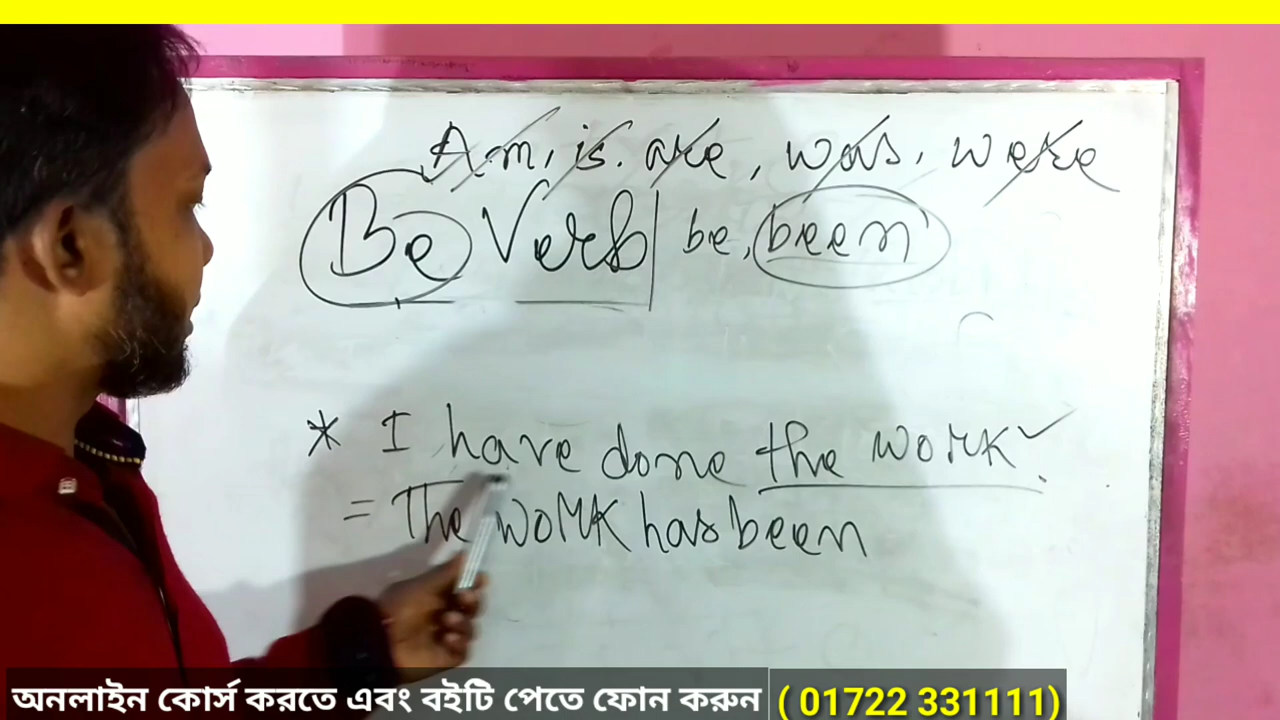 Am, is. are, was, were
Be Verb be, been
* I have done the work ✓.
= The work has been
অনলাইন কোর্স করতে এবং বইটি পেতে ফোন করুন ( 01722 331111)